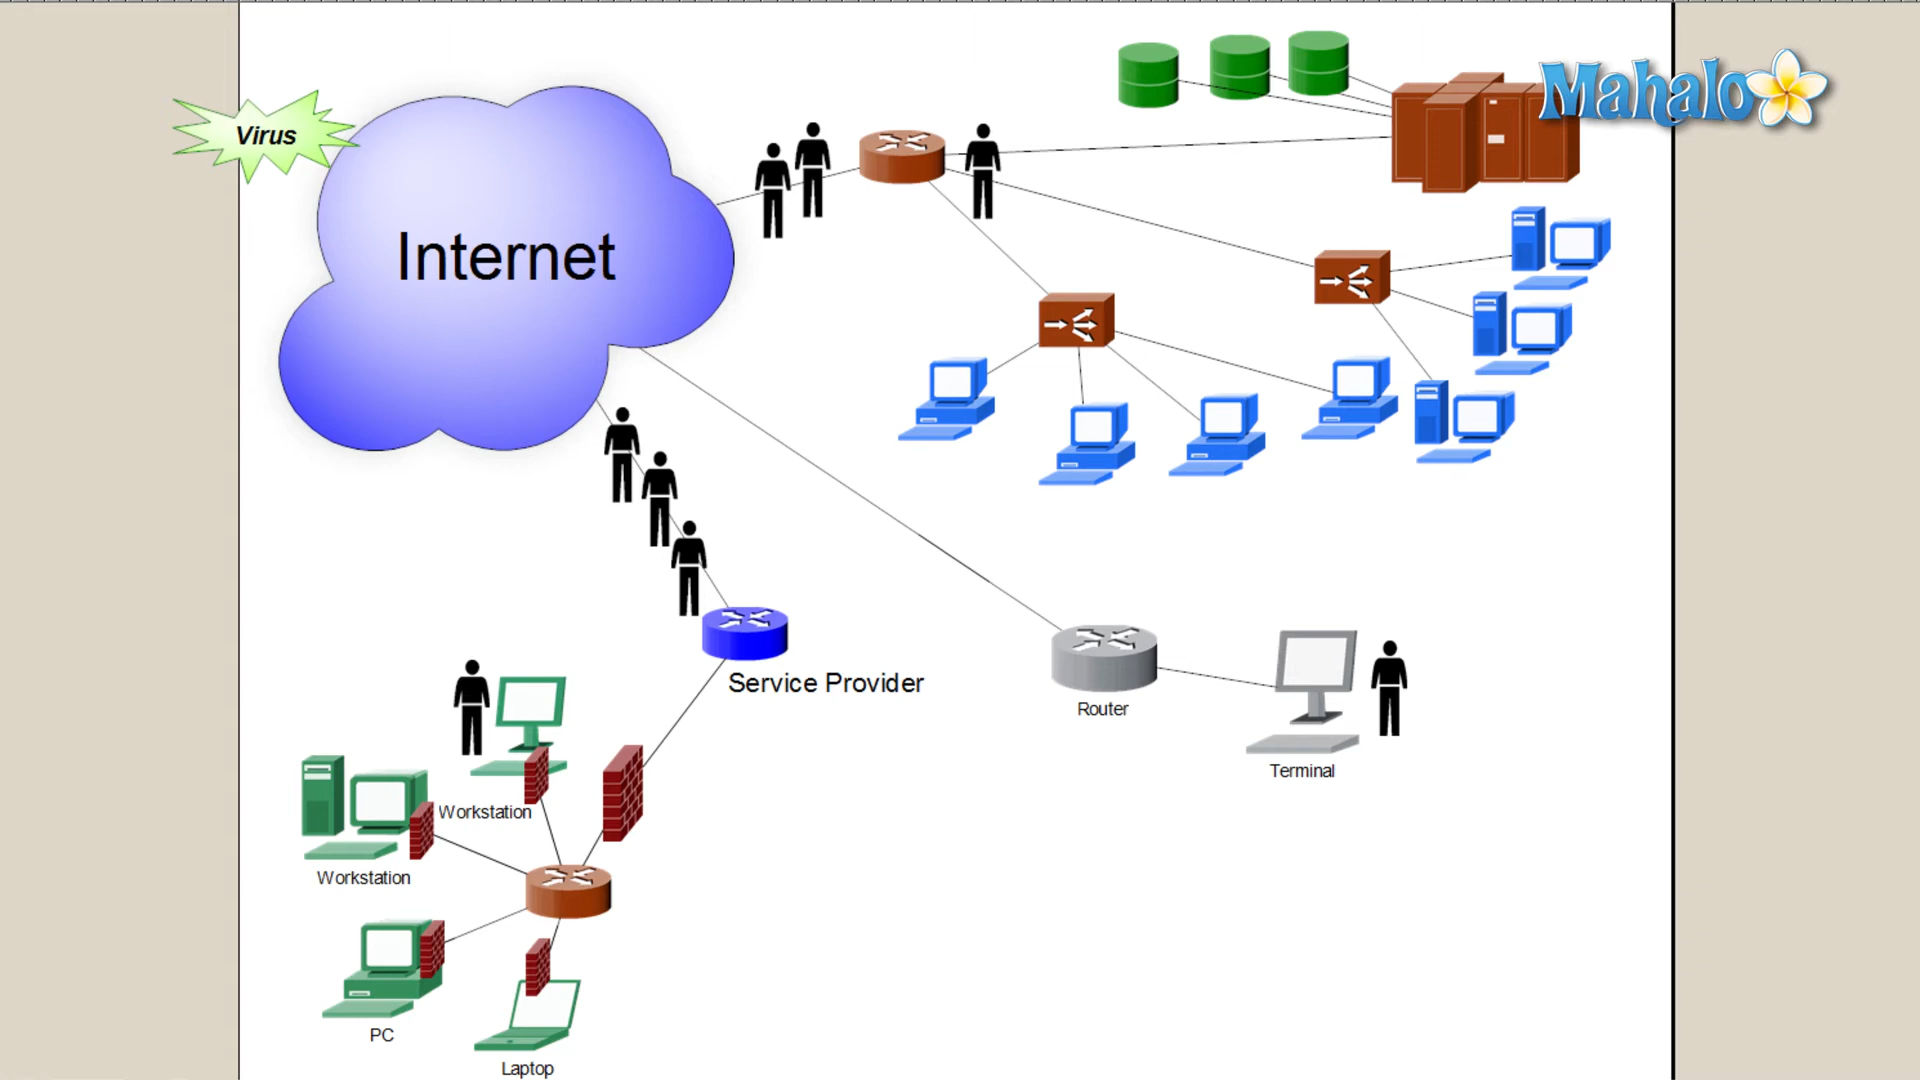 Mahalo
Virus
Internet
Service Provider
Router
Terminal
Workstation
Workstation
PC
Laptop